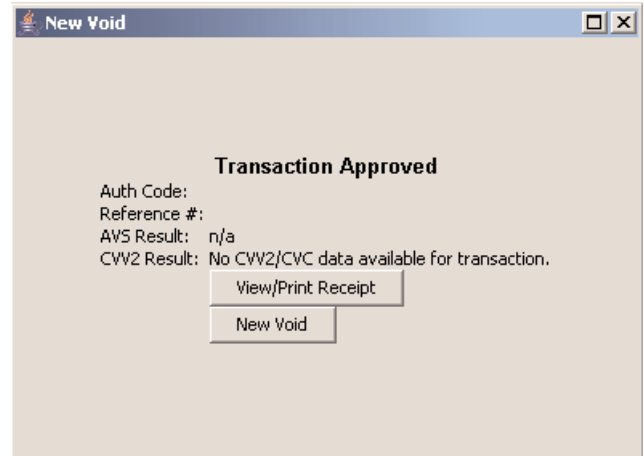 New Void
Transaction Approved
Auth Code:
Reference #:
AVS Result: n/a
CVV2 Result: No CVV2/CVC data available for transaction.
View/Print Receipt
New Void